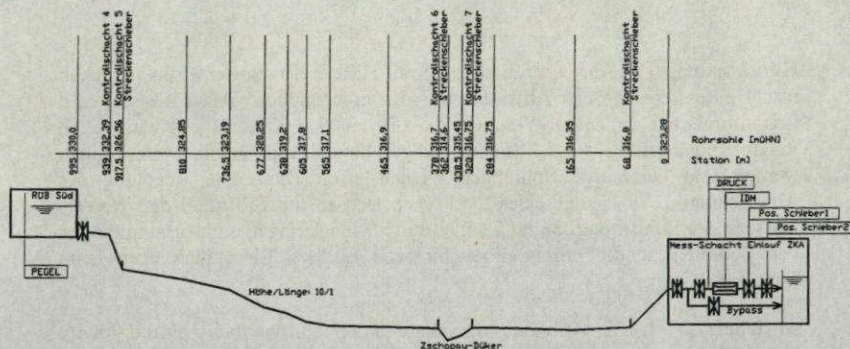 Kontrollschacht 4
Kontrollschacht 5
Streckenschieber
Kontrollschacht 6
Streckenschieber
Kontrollschacht 7
Streckenschieber
Streckenschieber
330,0
332,39
326,56
324,85
323,19
320,25
319,2
317,8
317,1
316,9
316,7
314,6
315,45
316,75
316,75
316,35
316,8
323,28
Rohrsohle [müHN]
995
939
917,5
810
736,5
677
638
605
565
465
378
362
338,5
320
284
165
68
0
Station [m]
RÜB Süd
PEGEL
DRUCK
IDM
Pos. Schieber1
Pos. Schieber2
Mess-Schacht Einlauf ZKA
Bypass
Höhe/Länge: 10/1
Zschopau-Düker